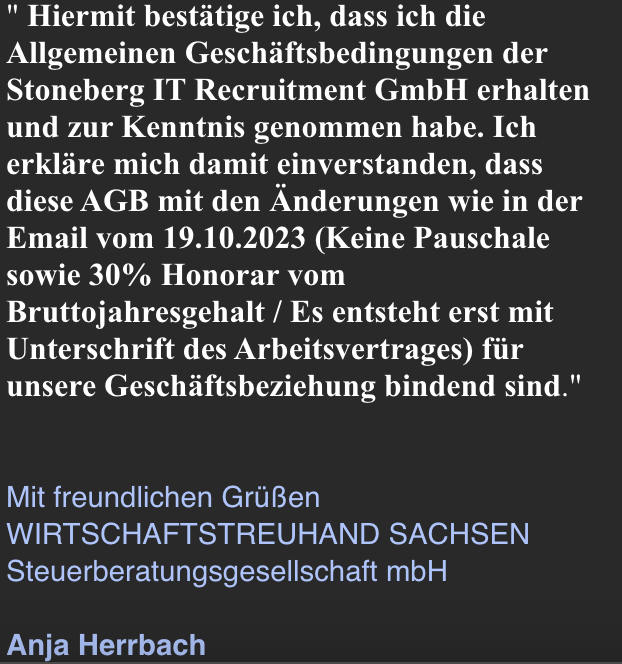 " Hiermit bestätige ich, dass ich die
Allgemeinen Geschäftsbedingungen der
Stoneberg IT Recruitment GmbH erhalten
und zur Kenntnis genommen habe. Ich
erkläre mich damit einverstanden, dass
diese AGB mit den Änderungen wie in der
Email vom 19.10.2023 (Keine Pauschale
sowie 30% Honorar vom
Bruttojahresgehalt / Es entsteht erst mit
Unterschrift des Arbeitsvertrages) für
unsere Geschäftsbeziehung bindend sind."
Mit freundlichen Grüßen
WIRTSCHAFTSTREUHAND SACHSEN
Steuerberatungsgesellschaft mbH
Anja Herrbach